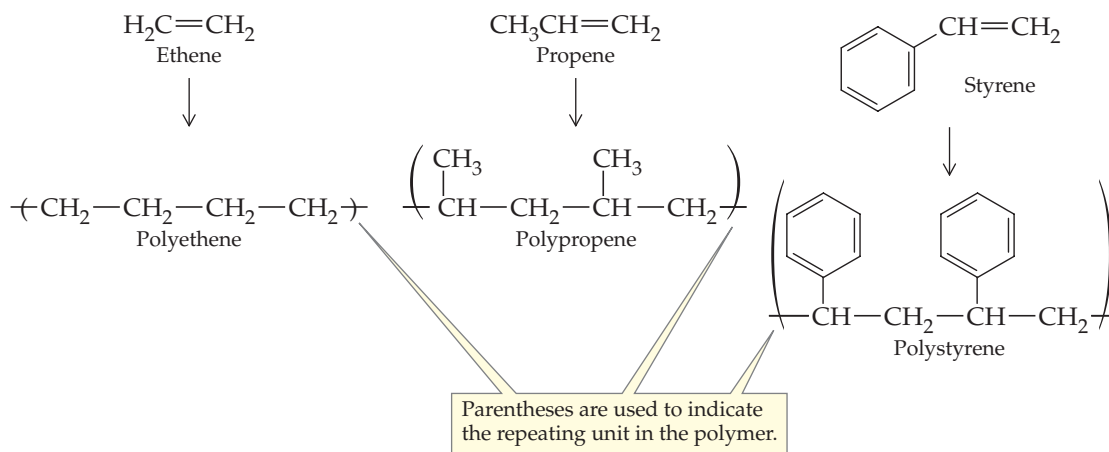 H₂C=CH₂
Ethene
CH₃CH=CH₂
Propene
CH=CH₂
Styrene
(CH₂—CH₂—CH₂—CH₂)
Polyethene
CH₃ CH₃
CH—CH₂—CH—CH₂
Polypropene
CH—CH₂—CH—CH₂
Polystyrene
Parentheses are used to indicate
the repeating unit in the polymer.